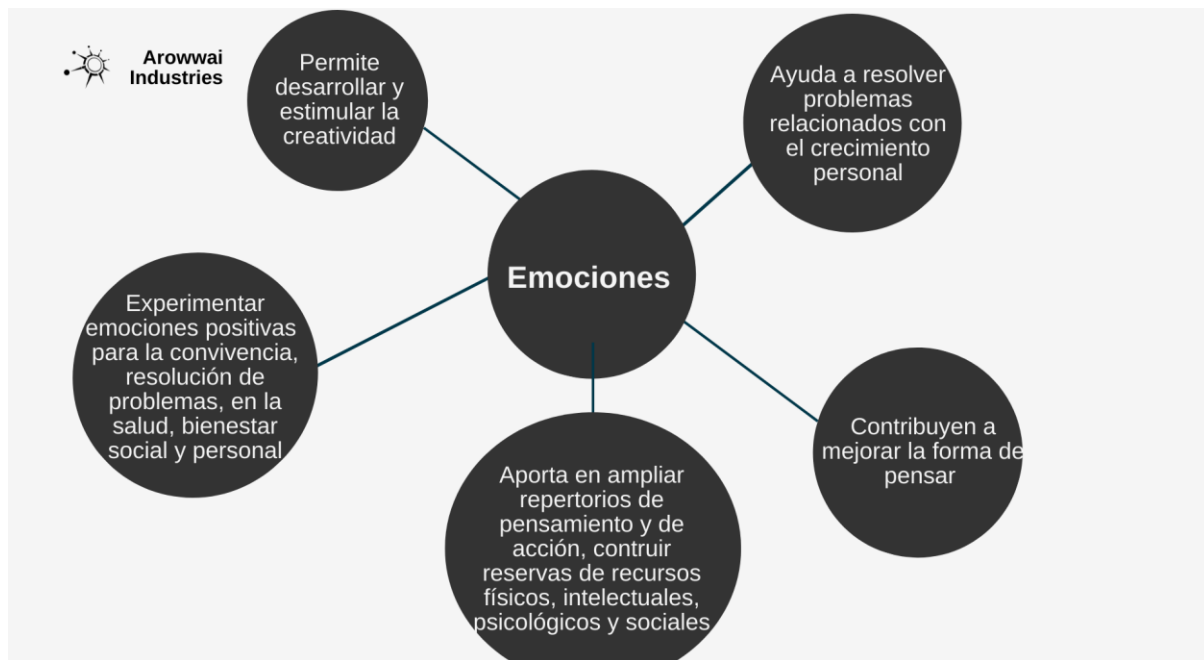 Arowwai
Industries
Permite
desarrollar y
estimular la
creatividad
Ayuda a resolver
problemas
relacionados con
el crecimiento
personal
Emociones
Experimentar
emociones positivas
para la convivencia,
resolución de
problemas, en la
salud, bienestar
social y personal
Contribuyen a
mejorar la forma de
pensar
Aporta en ampliar
repertorios de
pensamiento y de
acción, contruir
reservas de recursos
físicos, intelectuales,
psicológicos y sociales